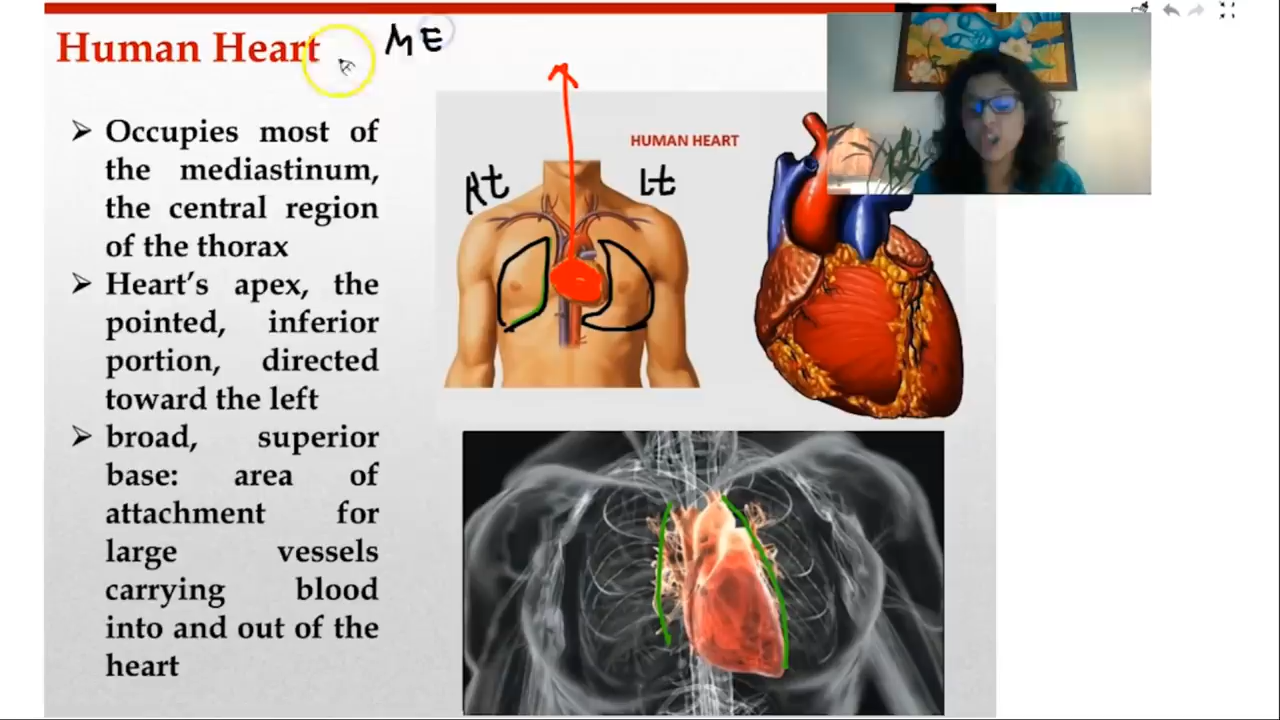 Human Heart
ME
➢ Occupies most of
the mediastinum,
the central region
of the thorax
➢ Heart's apex, the
pointed, inferior
portion, directed
toward the left
➢ broad, superior
base: area of
attachment for
large vessels
carrying blood
into and out of the
heart
HUMAN HEART
Rt
Lt